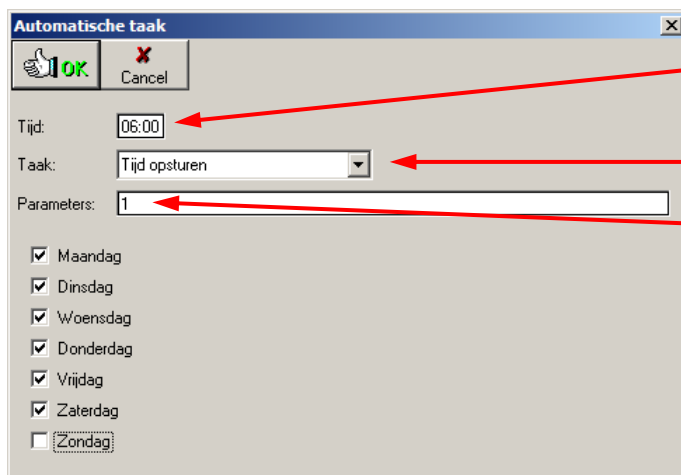 Automatische taak
OK
Cancel
Tijd: 06:00
Taak: Tijd opsturen
Parameters: 1
Maandag
Dinsdag
Woensdag
Donderdag
Vrijdag
Zaterdag
Zondag